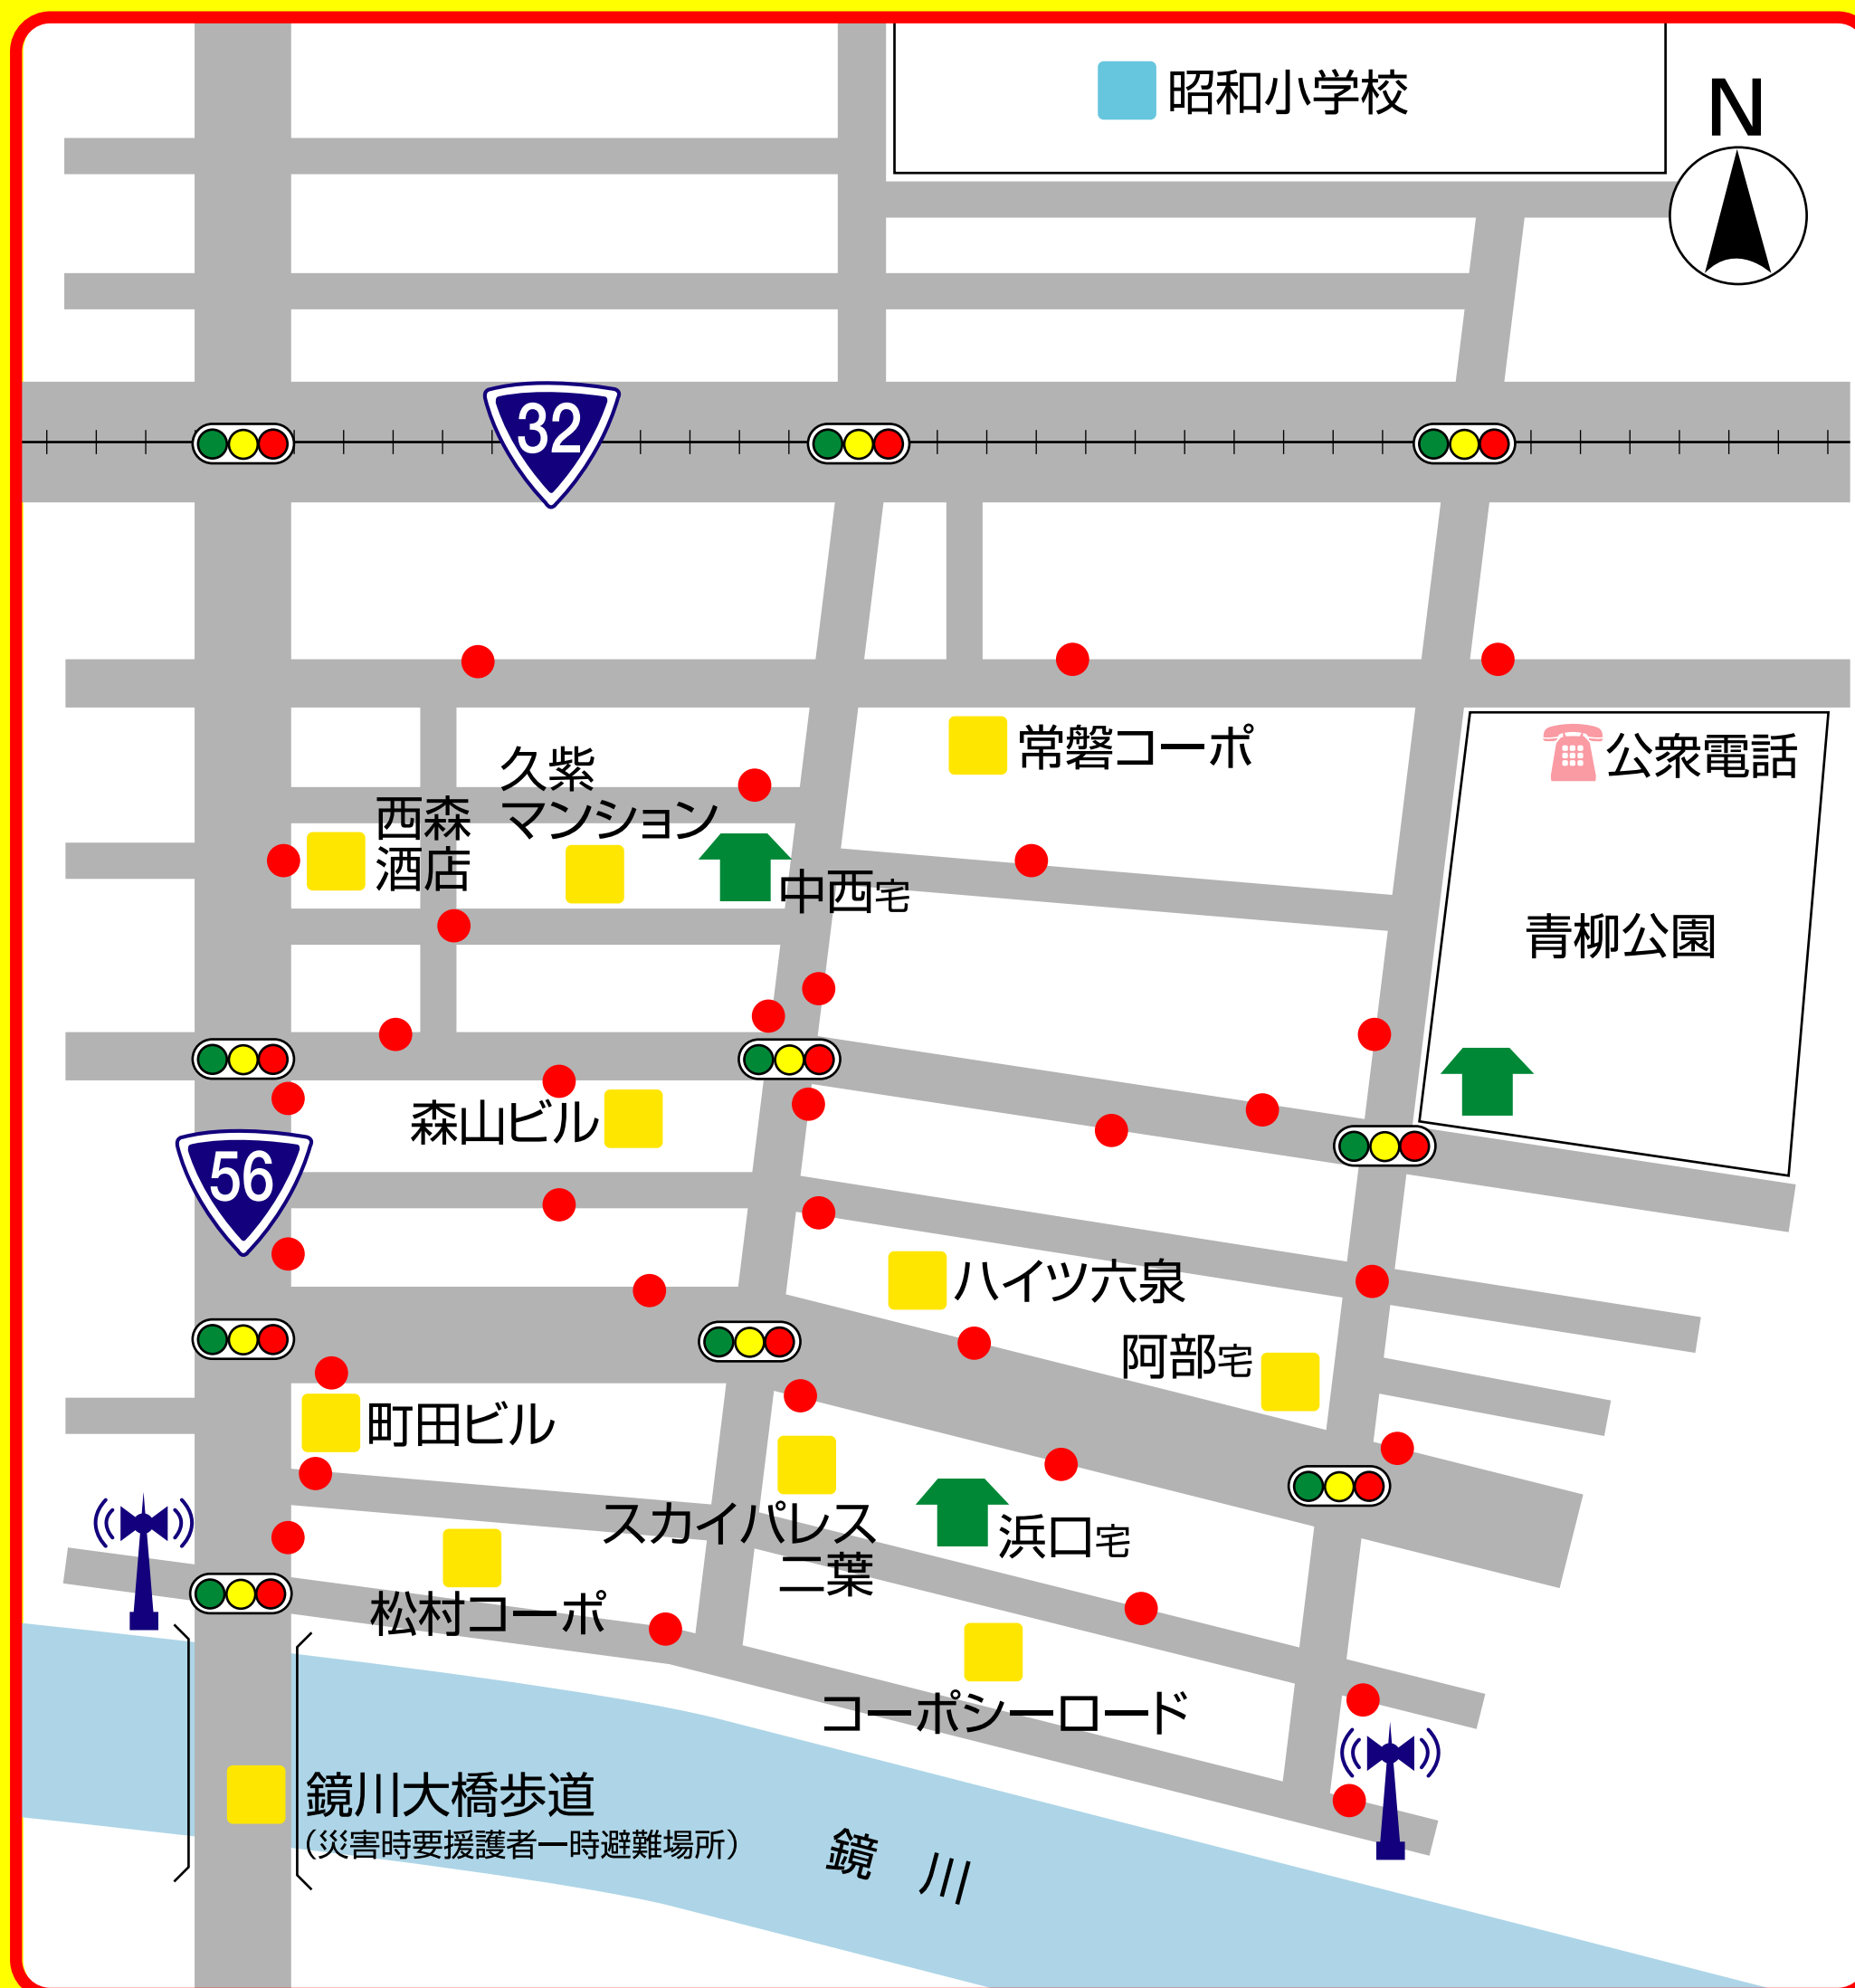 昭和小学校
N
32
常磐コーポ
公衆電話
久柴
マンション
西森
酒店
中西宅
青柳公園
森山ビル
56
ハイツ六泉
阿部宅
町田ビル
スカイパレス
二葉
浜口宅
松村コーポ
コーポシーロード
鏡川大橋歩道
（災害時要援護者一時避難場所）
鏡川